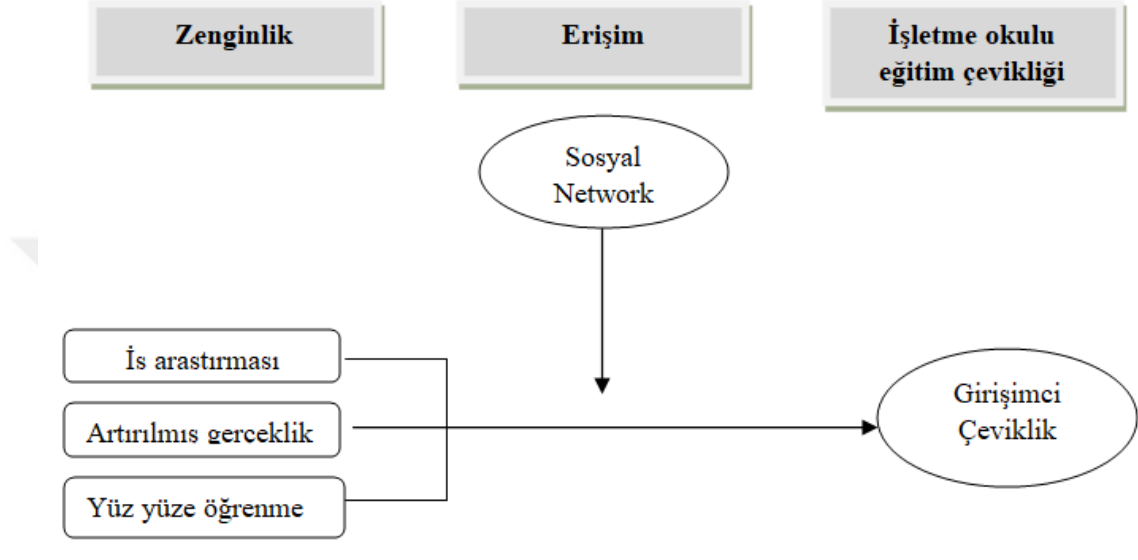 Zenginlik
Erişim
İşletme okulu
eğitim çevikliği
Sosyal
Network
İs arastırması
Artırılmıs gerceklik
Yüz yüze öğrenme
Girişimci
Çeviklik